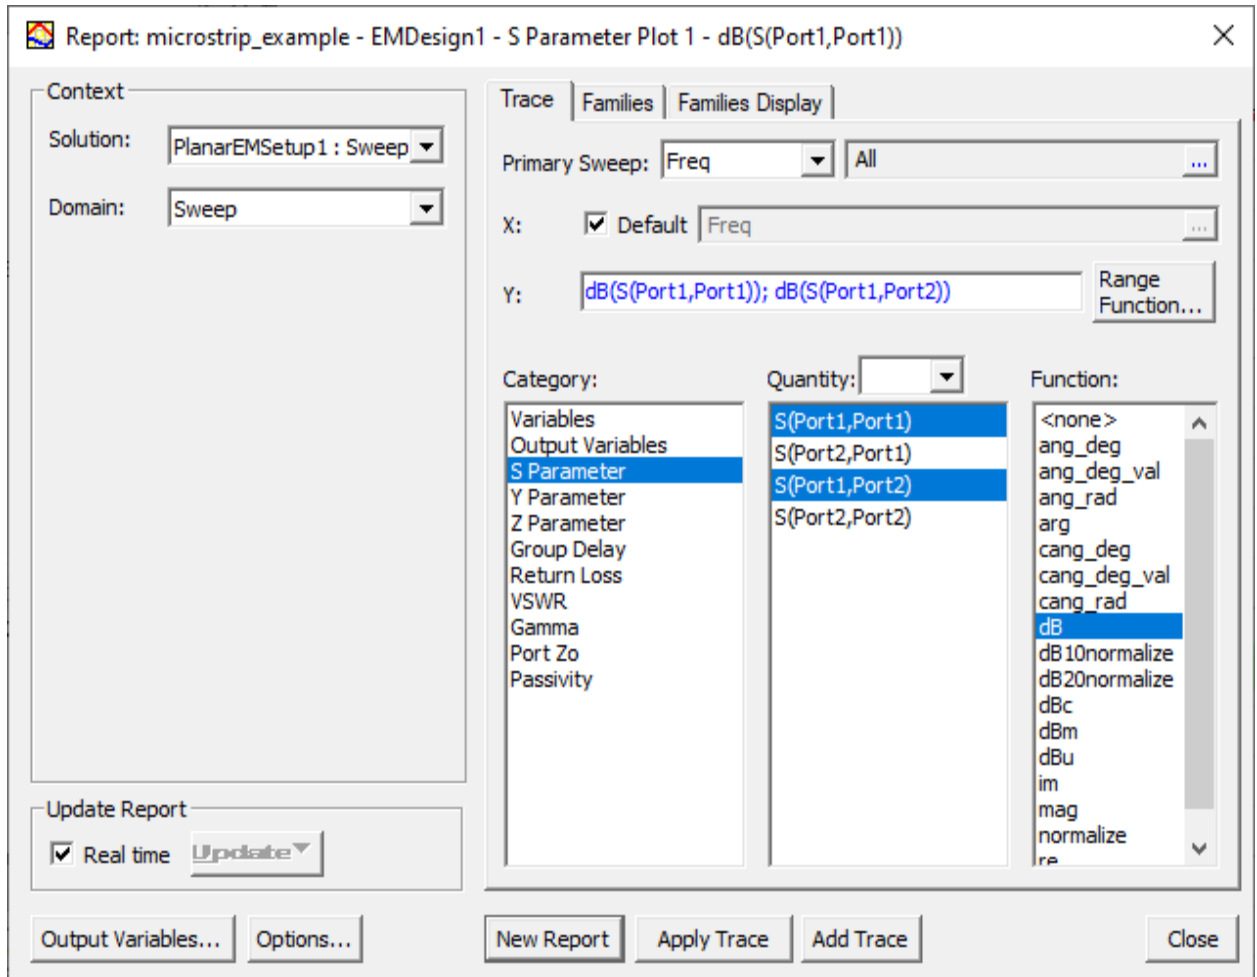 Report: microstrip_example - EMDesign1 - S Parameter Plot 1 - dB(S(Port1,Port1))
Context
Solution: PlanarEMSetup1 : Sweep
Domain: Sweep
Update Report
Real time Update
Output Variables... Options...
Trace Families Families Display
Primary Sweep: Freq All ...
X: Default Freq ...
Y: dB(S(Port1,Port1)); dB(S(Port1,Port2)) Range Function...
Category:
Variables
Output Variables
S Parameter
Y Parameter
Z Parameter
Group Delay
Return Loss
VSWR
Gamma
Port Zo
Passivity
Quantity:
S(Port1,Port1)
S(Port2,Port1)
S(Port1,Port2)
S(Port2,Port2)
Function:
<none>
ang_deg
ang_deg_val
ang_rad
arg
cang_deg
cang_deg_val
cang_rad
dB
dB10normalize
dB20normalize
dBc
dBm
dBu
im
mag
normalize
re
New Report Apply Trace Add Trace Close